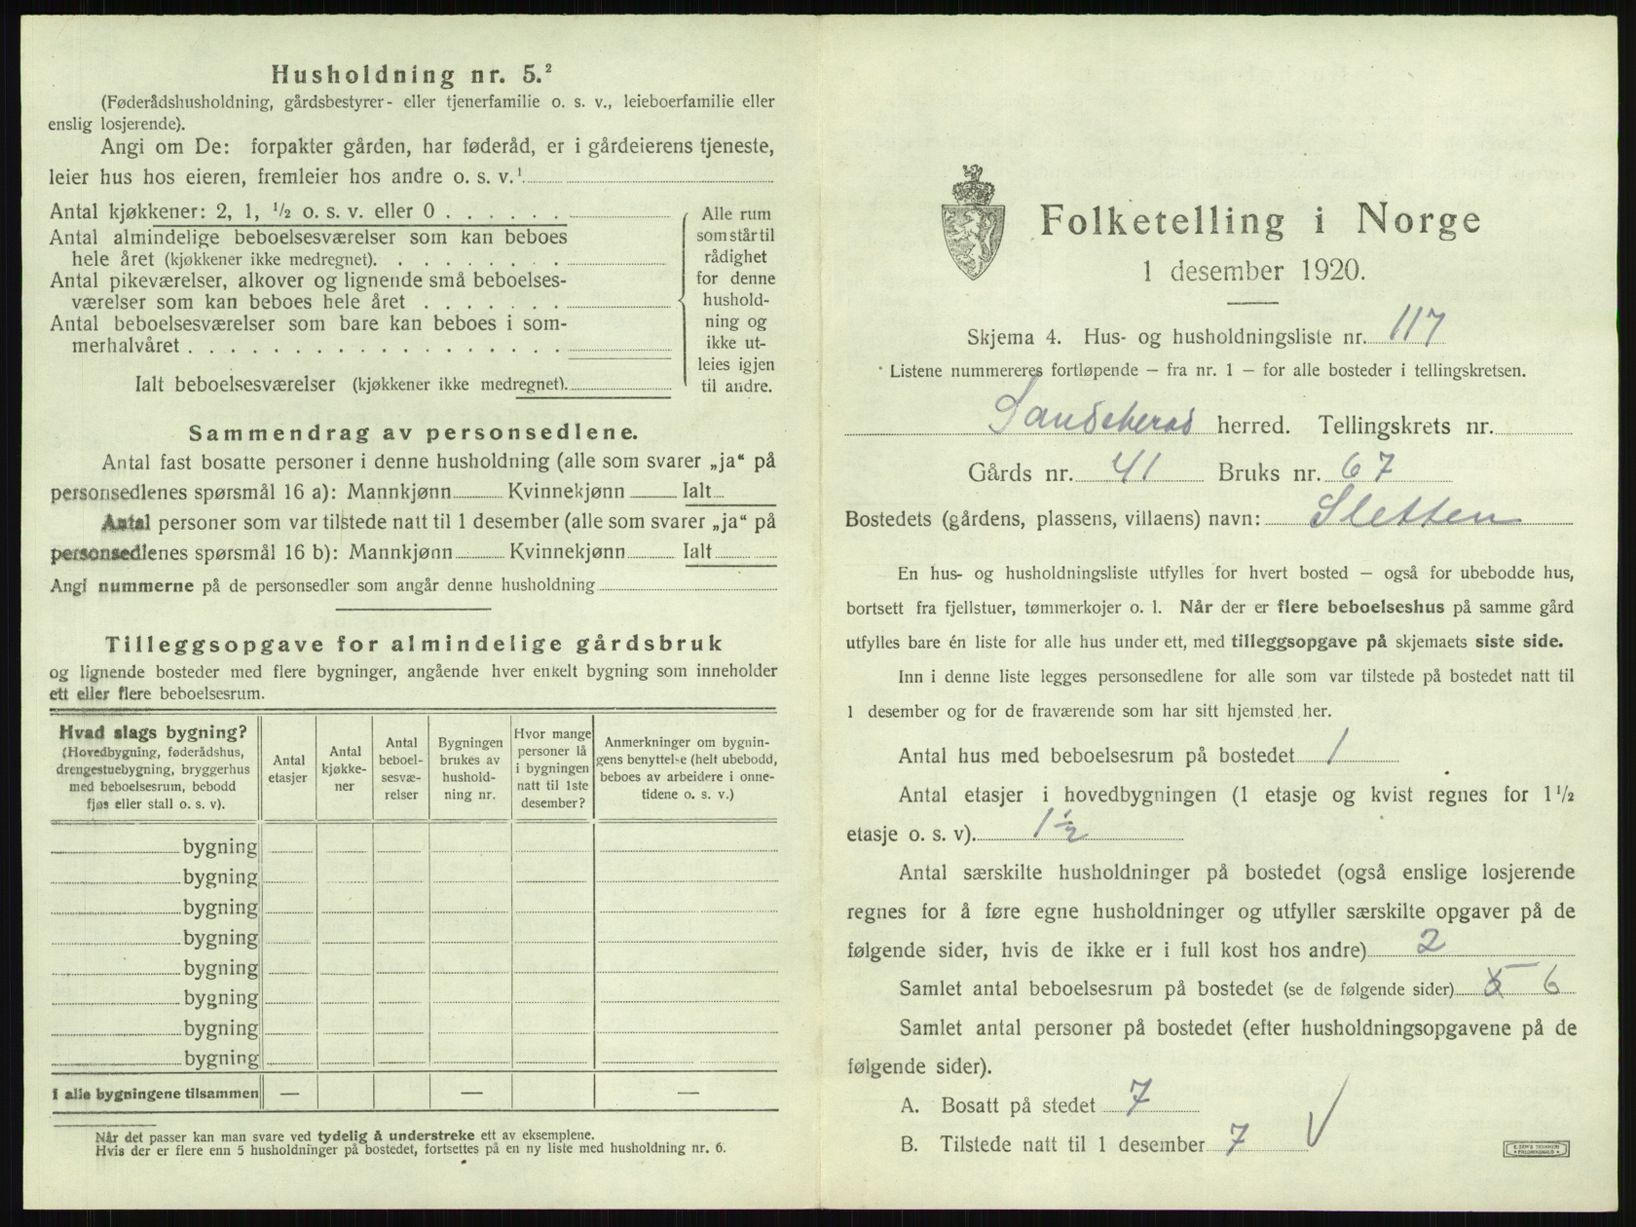 Husholdning nr. 5.²
(Føderådshusholdning, gårdsbestyrer- eller tjenerfamilie o. s. v., leieboerfamilie eller
enslig losjerende).
Angi om De: forpakter gården, har føderåd, er i gårdeierens tjeneste,
leier hus hos eieren, fremleier hos andre o. s. v.¹
Antal kjøkkener: 2, 1, ½ o. s. v. eller 0
Antal almindelige beboelsesværelser som kan beboes
hele året (kjøkkener ikke medregnet).
Antal pikeværelser, alkover og lignende små beboelses-
værelser som kan beboes hele året
Antal beboelsesværelser som bare kan beboes i som-
merhalvåret
Ialt beboelsesværelser (kjøkkener ikke medregnet).
Alle rum
som står til
rådighet
for denne
hushold-
ning og
ikke ut-
leies igjen
til andre.
Sammendrag av personsedlene.
Antal fast bosatte personer i denne husholdning (alle som svarer „ja“ på
personsedlenes spørsmål 16 a): Mannkjønn Kvinnekjønn Ialt
Antal personer som var tilstede natt til 1 desember (alle som svarer „ja“ på
personsedlenes spørsmål 16 b): Mannkjønn Kvinnekjønn Ialt
Angi nummerne på de personsedler som angår denne husholdning
Tilleggsopgave for almindelige gårdsbruk
og lignende bosteder med flere bygninger, angående hver enkelt bygning som inneholder
ett eller flere beboelsesrum.
Hvad slags bygning?
(Hovedbygning, føderådshus,
drengestuebygning, bryggerhus
med beboelsesrum, bebodd
fjøs eller stall o. s. v).
Antal
etasjer
Antal
kjøkke-
ner
Antal
beboel-
sesvæ-
relser
Bygningen
brukes av
hushold-
ning nr.
Hvor mange
personer lå
i bygningen
natt til 1ste
desember?
Anmerkninger om bygnin-
gens benyttelse (helt ubebodd,
beboes av arbeidere i onne-
tidene o. s. v.)
bygning
bygning
bygning
bygning
bygning
bygning
bygning
bygning
I alle bygningene tilsammen — — —
Når det passer kan man svare ved tydelig å understreke ett av eksemplene.
Hvis der er flere enn 5 husholdninger på bostedet, fortsettes på en ny liste med husholdning nr. 6.
Folketelling i Norge
1 desember 1920.
Skjema 4. Hus- og husholdningsliste nr. 117
Listene nummereres fortløpende — fra nr. 1 — for alle bosteder i tellingskretsen.
Sandeherad herred. Tellingskrets nr.
Gårds nr. 41 Bruks nr. 67
Bostedets (gårdens, plassens, villaens) navn: Sletten
En hus- og husholdningsliste utfylles for hvert bosted — også for ubebodde hus,
bortsett fra fjellstuer, tømmerkojer o. l. Når der er flere beboelseshus på samme gård
utfylles bare én liste for alle hus under ett, med tilleggsopgave på skjemaets siste side.
Inn i denne liste legges personsedlene for alle som var tilstede på bostedet natt til
1 desember og for de fraværende som har sitt hjemsted her.
Antal hus med beboelsesrum på bostedet 1
Antal etasjer i hovedbygningen (1 etasje og kvist regnes for 1½
etasje o. s. v). 1½
Antal særskilte husholdninger på bostedet (også enslige losjerende
regnes for å føre egne husholdninger og utfyller særskilte opgaver på de
følgende sider, hvis de ikke er i full kost hos andre) 2
Samlet antal beboelsesrum på bostedet (se de følgende sider) 5 6
Samlet antal personer på bostedet (efter husholdningsopgavene på de
følgende sider).
A. Bosatt på stedet 7
B. Tilstede natt til 1 desember 7